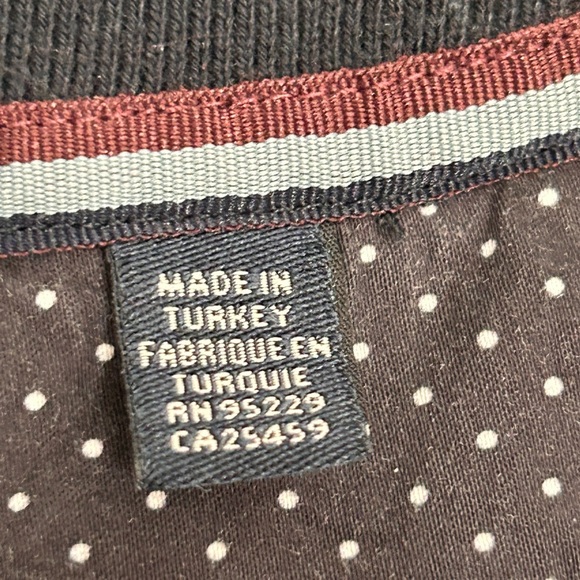 MADE IN
TURKEY
FABRIQUE EN
TURQUIE
RN 95229
CA25459